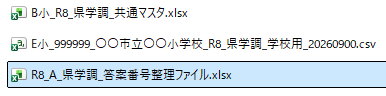 B小_R8_県学調_共通マスタ.xlsx
E小_999999_〇〇市立〇〇小学校_R8_県学調_学校用_20260900.csv
R8_A_県学調_答案番号整理ファイル.xlsx